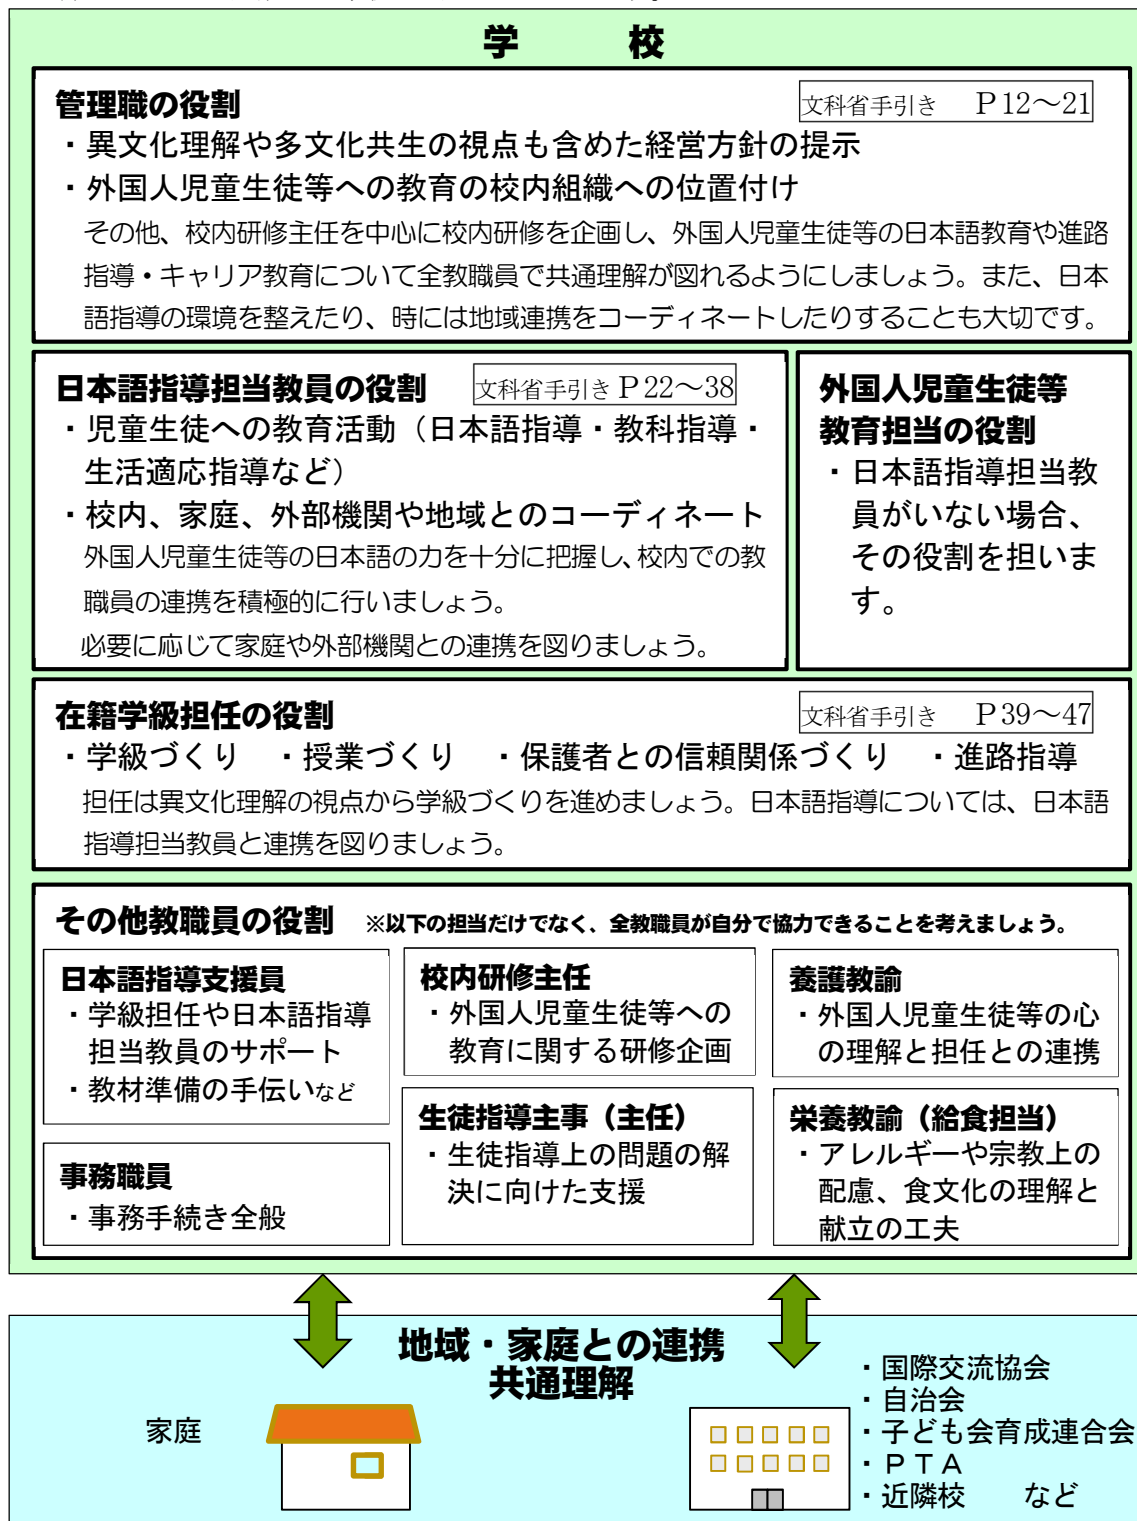 学　校
管理職の役割　文科省手引き　Ｐ12～21
・異文化理解や多文化共生の視点も含めた経営方針の提示
・外国人児童生徒等への教育の校内組織への位置付け
その他、校内研修主任を中心に校内研修を企画し、外国人児童生徒等の日本語教育や進路
指導・キャリア教育について全教職員で共通理解が図れるようにしましょう。また、日本
語指導の環境を整えたり、時には地域連携をコーディネートしたりすることも大切です。
日本語指導担当教員の役割　文科省手引きＰ22～38
・児童生徒への教育活動（日本語指導・教科指導・
生活適応指導など）
・校内、家庭、外部機関や地域とのコーディネート
外国人児童生徒等の日本語の力を十分に把握し、校内での教
職員の連携を積極的に行いましょう。
必要に応じて家庭や外部機関との連携を図りましょう。
外国人児童生徒等
教育担当の役割
・日本語指導担当教
員がいない場合、
その役割を担いま
す。
在籍学級担任の役割　文科省手引き　Ｐ39～47
・学級づくり　・授業づくり　・保護者との信頼関係づくり　・進路指導
担任は異文化理解の視点から学級づくりを進めましょう。日本語指導については、日本語
指導担当教員と連携を図りましょう。
その他教職員の役割　※以下の担当だけでなく、全教職員が自分で協力できることを考えましょう。
日本語指導支援員
・学級担任や日本語指導
担当教員のサポート
・教材準備の手伝いなど
事務職員
・事務手続き全般
校内研修主任
・外国人児童生徒等への
教育に関する研修企画
生徒指導主事（主任）
・生徒指導上の問題の解
決に向けた支援
養護教諭
・外国人児童生徒等の心
の理解と担任との連携
栄養教諭（給食担当）
・アレルギーや宗教上の
配慮、食文化の理解と
献立の工夫
地域・家庭との連携
共通理解
家庭
・国際交流協会
・自治会
・子ども会育成連合会
・ＰＴＡ
・近隣校　など